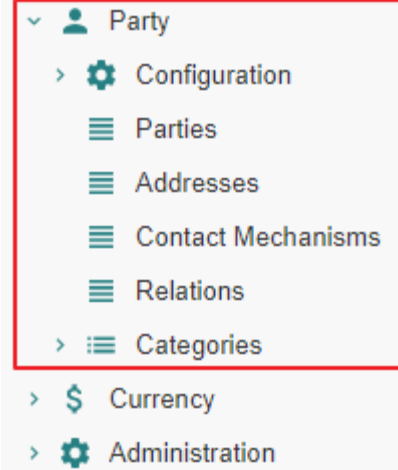 Party
Configuration
Parties
Addresses
Contact Mechanisms
Relations
Categories
$ Currency
Administration